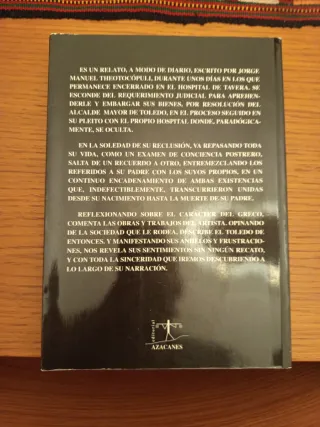 ES UN RELATO, A MODO DE DIARIO, ESCRITO POR JORGE
MANUEL THEOTOCÓPULI, DURANTE UNOS DÍAS EN LOS QUE
PERMANECE ENCERRADO EN EL HOSPITAL DE TAVERA. SE
ESCONDE DEL REQUERIMIENTO JUDICIAL PARA APREHEN-
DERLE Y EMBARGAR SUS BIENES, POR RESOLUCIÓN DEL
ALCALDE MAYOR DE TOLEDO, EN EL PROCESO SEGUIDO EN
SU PLEITO CON EL PROPIO HOSPITAL DONDE, PARADÓGICA-
MENTE, SE OCULTA.
EN LA SOLEDAD DE SU RECLUSIÓN, VA REPASANDO TODA
SU VIDA, COMO UN EXAMEN DE CONCIENCIA POSTRERO,
SALTA DE UN RECUERDO A OTRO, ENTREMEZCLANDO LOS
REFERIDOS A SU PADRE CON LOS SUYOS PROPIOS, EN UN
CONTINUO ENCADENAMIENTO DE AMBAS EXISTENCIAS
QUE, INDEFECTIBLEMENTE, TRANSCURRIERON UNIDAS
DESDE SU NACIMIENTO HASTA LA MUERTE DE SU PADRE.
REFLEXIONANDO SOBRE EL CARÁCTER DEL GRECO,
COMENTA LAS OBRAS Y TRABAJOS DEL ARTISTA. OPINANDO
DE LA SOCIEDAD QUE LE RODEA, DESCRIBE EL TOLEDO DE
ENTONCES. Y MANIFESTANDO SUS ANHELOS Y FRUSTRACIO-
NES, NOS REVELA SUS SENTIMIENTOS SIN NINGÚN RECATO,
Y CON TODA LA SINCERIDAD QUE IREMOS DESCUBRIENDO A
LO LARGO DE SU NARRACIÓN.
editorial
AZACANES